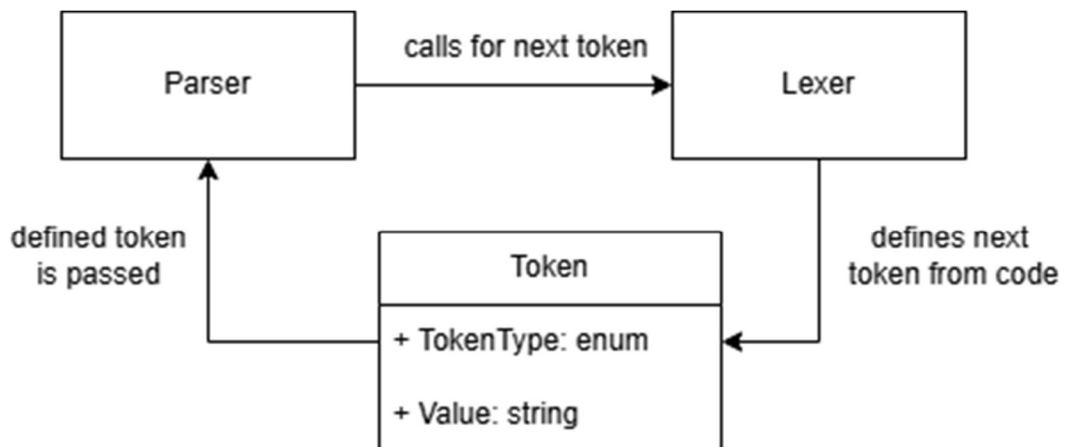 Parser
calls for next token
Lexer
defined token
is passed
defines next
token from code
Token
+ TokenType: enum
+ Value: string